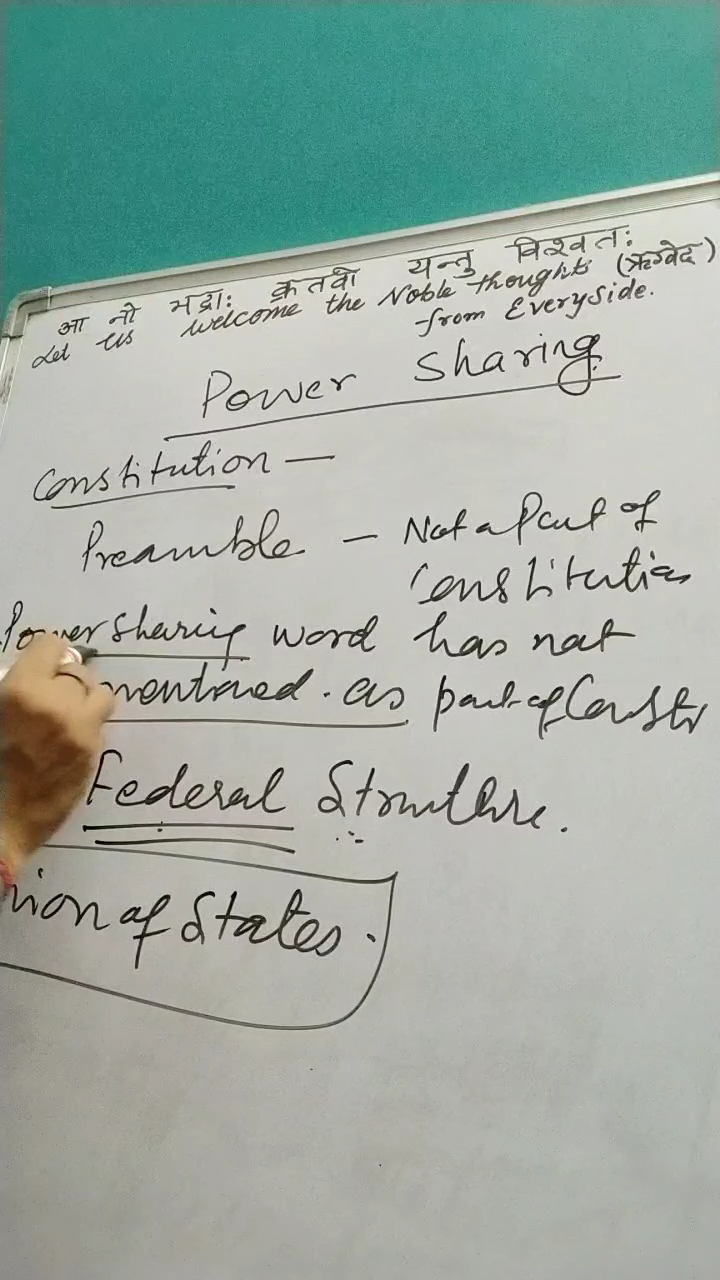 आ नो भद्राः क्रतवो यन्तु विश्वतः (ऋग्वेद)
Let us welcome the Noble thoughts
from Everyside.
Power Sharing
Constitution —
Preamble — Not a Part of
Constitution
Power sharing word has not
mentioned. as part of Constr
Federal Structure.
nion of States.